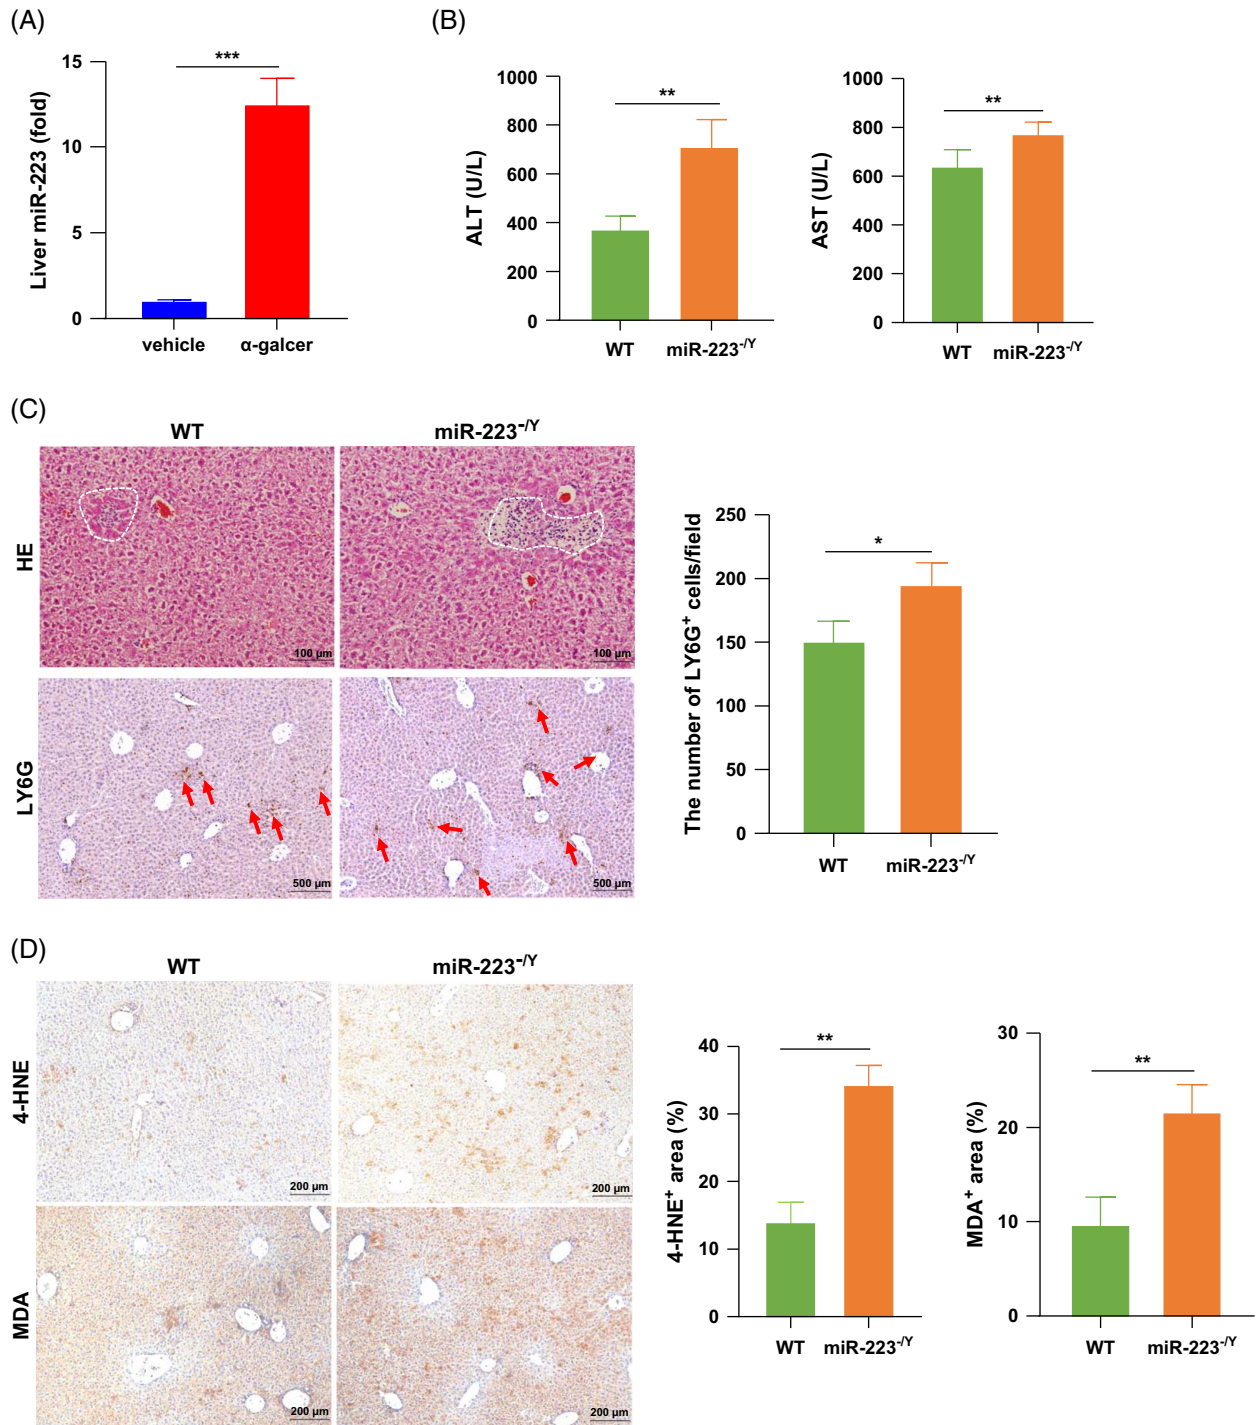 (A)
***
15
10
5
0
Liver miR-223 (fold)
vehicle α-galcer
(B)
**
1000
800
600
400
200
0
ALT (U/L)
WT miR-223-/Y
**
1000
800
600
400
200
0
AST (U/L)
WT miR-223-/Y
(C)
WT miR-223-/Y
HE
100 µm
100 µm
LY6G
500 µm
500 µm
*
250
200
150
100
50
0
The number of LY6G+ cells/field
WT miR-223-/Y
(D)
WT miR-223-/Y
4-HNE
200 µm
200 µm
MDA
200 µm
200 µm
**
40
30
20
10
0
4-HNE+ area (%)
WT miR-223-/Y
**
30
20
10
0
MDA+ area (%)
WT miR-223-/Y